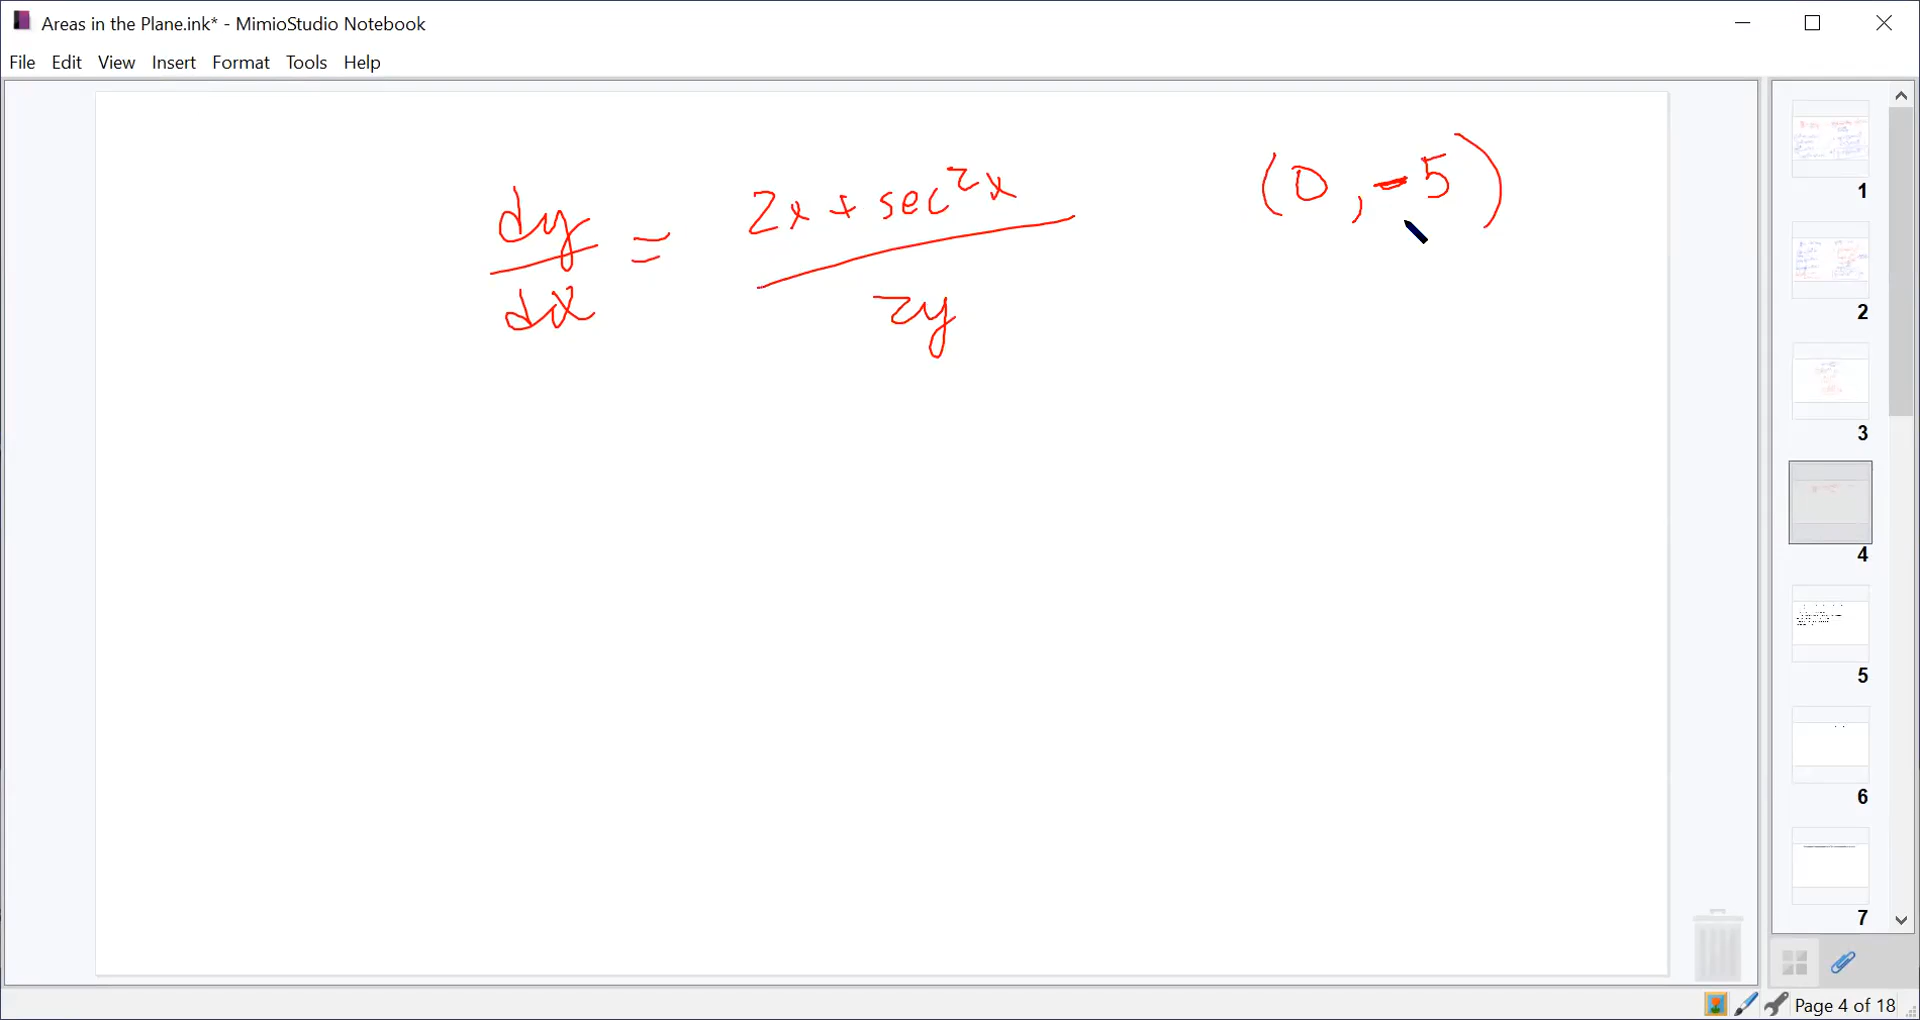 Areas in the Plane.ink* - MimioStudio Notebook
File Edit View Insert Format Tools Help
dy/dx = (2x + sec²x)/2y
(0, -5)
1
2
3
4
5
6
7
Page 4 of 18